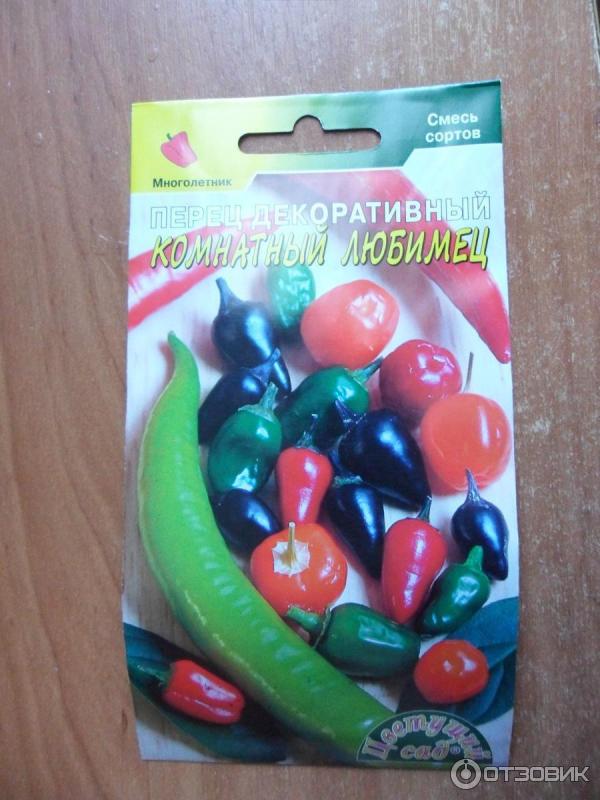 Смесь
сортов
Многолетник
ПЕРЕЦ ДЕКОРАТИВНЫЙ
КОМНАТНЫЙ ЛЮБИМЕЦ
Цветущий
сад®
ОТЗОВИК